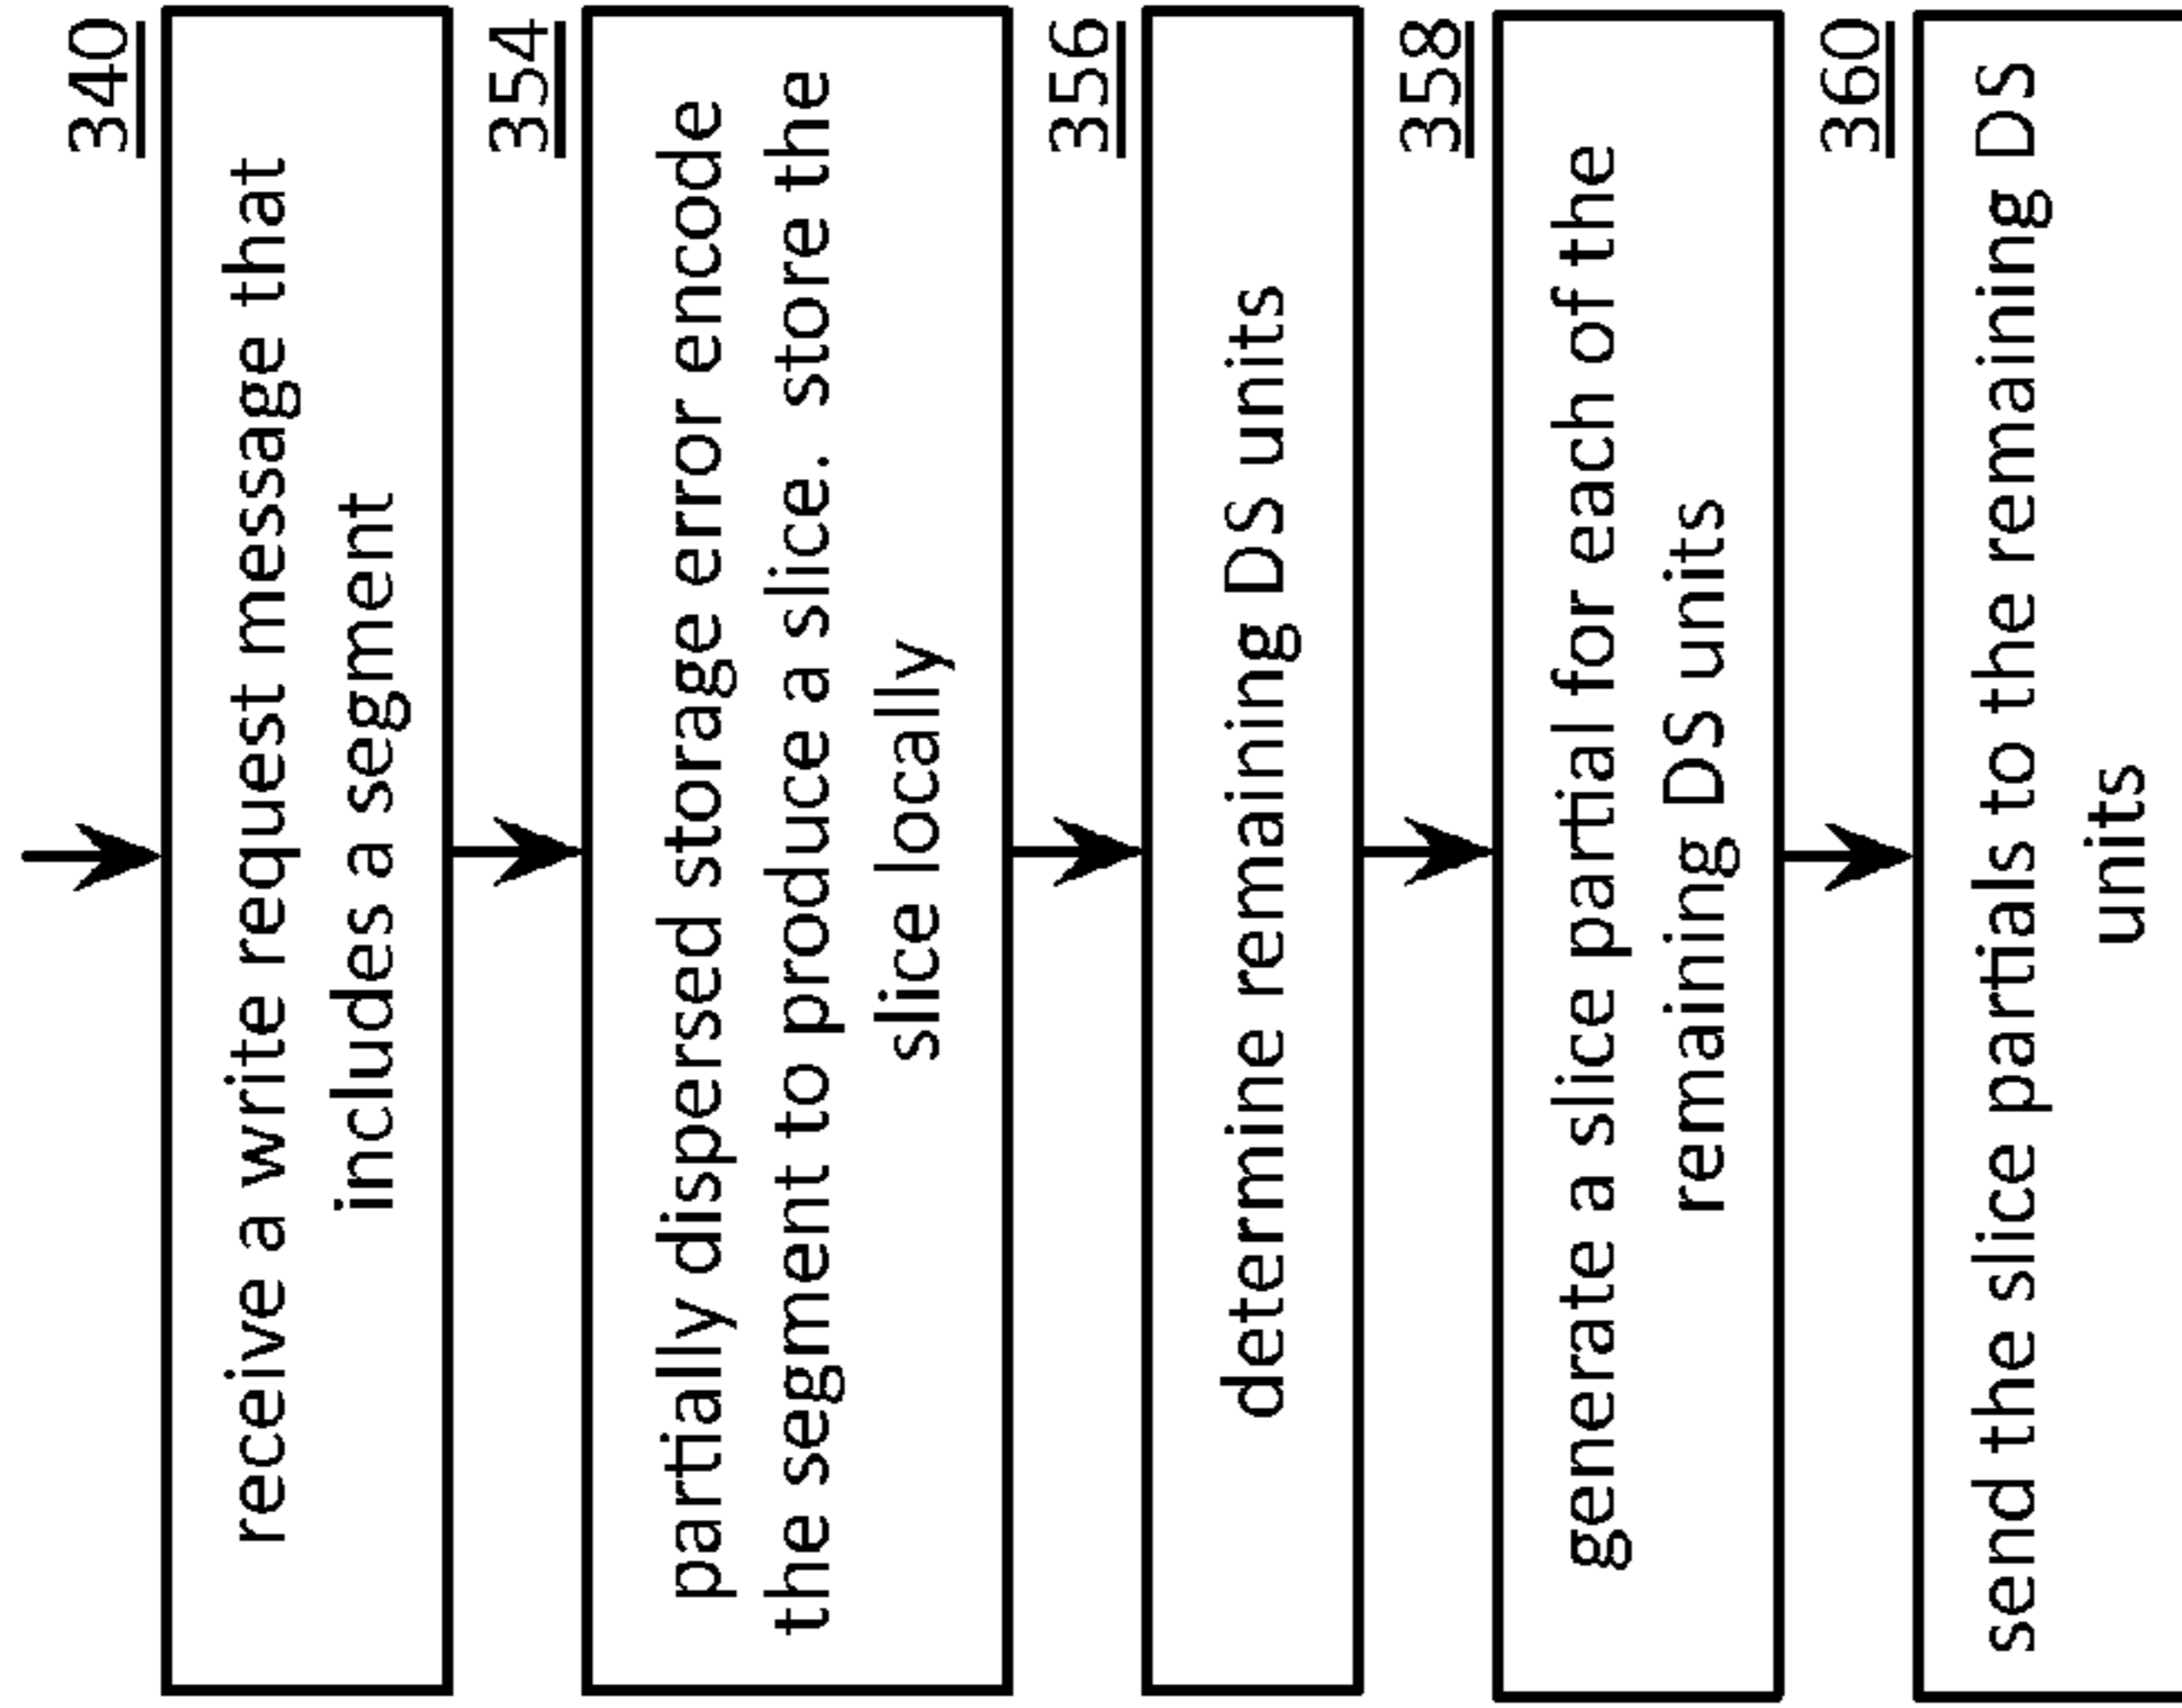 340
receive a write request message that
includes a segment
354
partially dispersed storage error encode
the segment to produce a slice. store the
slice locally
356
determine remaining DS units
358
generate a slice partial for each of the
remaining DS units
360
send the slice partials to the remaining DS
units